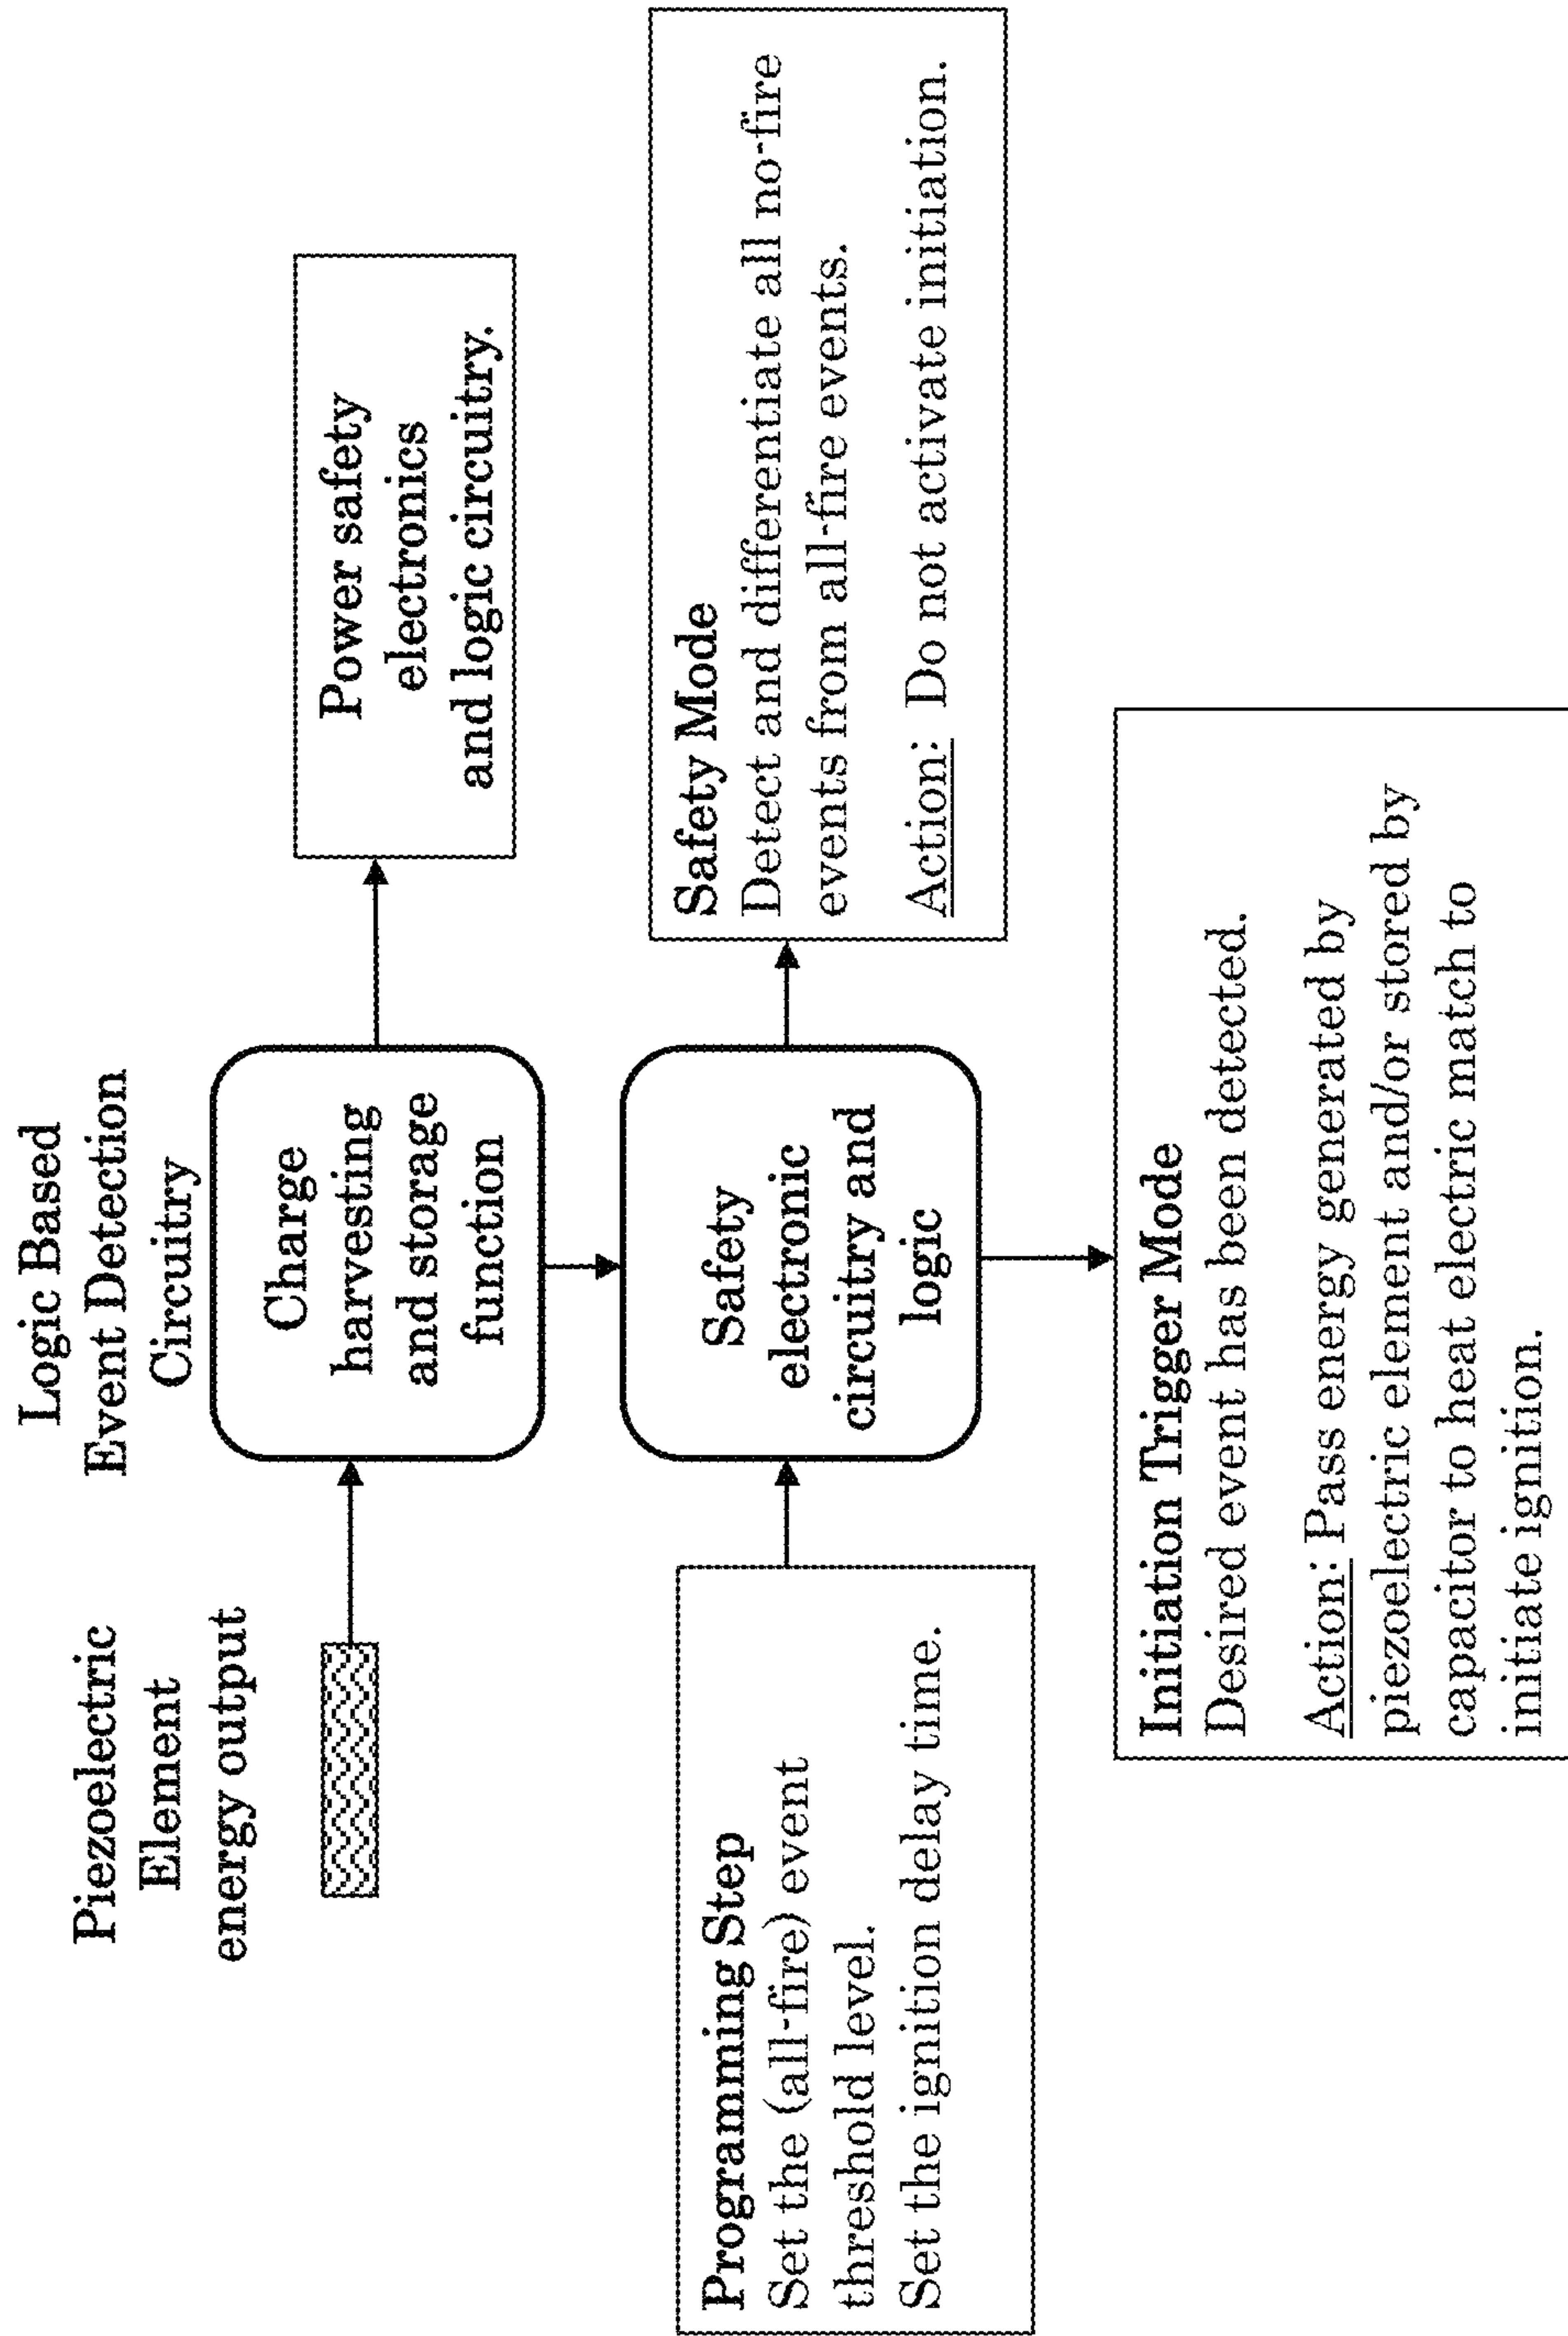 Piezoelectric
Element
energy output
Logic Based
Event Detection
Circuitry
Charge
harvesting
and storage
function
Power safety
electronics
and logic circuitry.
Programming Step
Set the (all-fire) event
threshold level.
Set the ignition delay time.
Safety
electronic
circuitry and
logic
Safety Mode
Detect and differentiate all no-fire
events from all-fire events.
Action: Do not activate initiation.
Initiation Trigger Mode
Desired event has been detected.
Action: Pass energy generated by
piezoelectric element and/or stored by
capacitor to heat electric match to
initiate ignition.